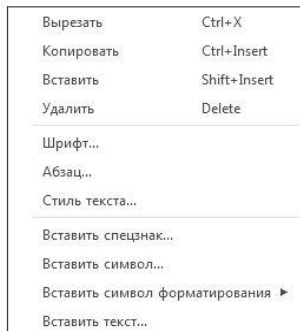 Вырезать Ctrl+X
Копировать Ctrl+Insert
Вставить Shift+Insert
Удалить Delete
Шрифт...
Абзац...
Стиль текста...
Вставить спецзнак...
Вставить символ...
Вставить символ форматирования ▶
Вставить текст...